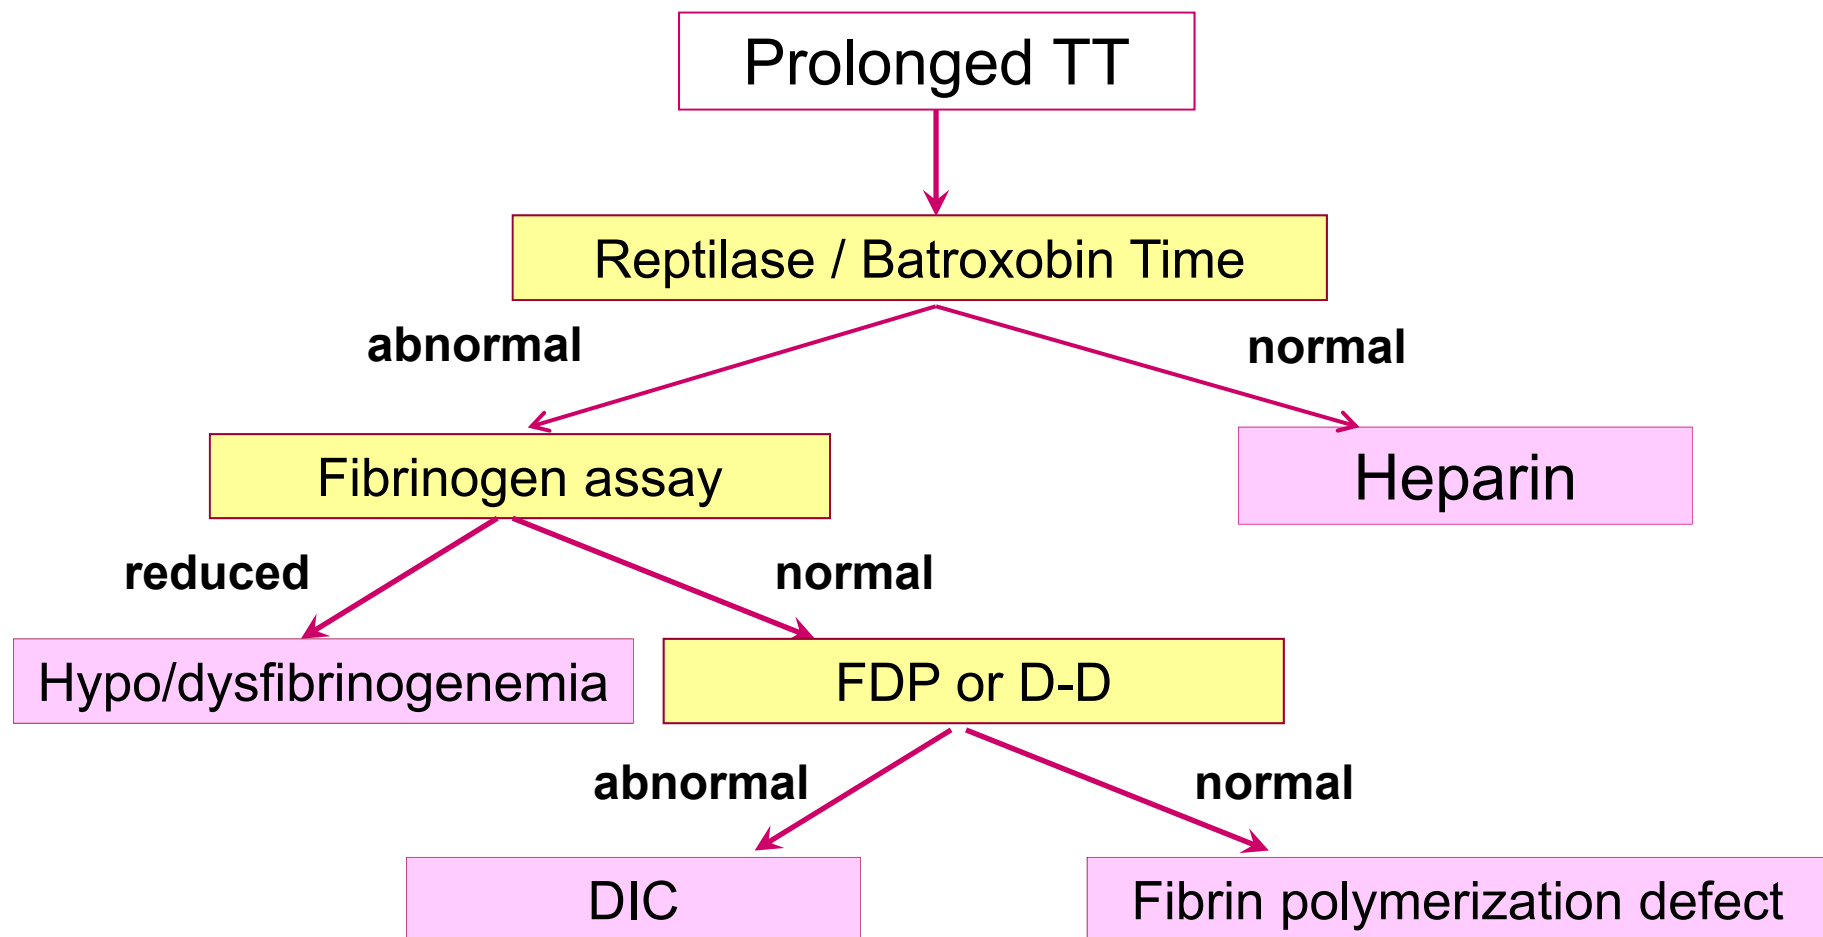 Prolonged TT
Reptilase / Batroxobin Time
abnormal
normal
Fibrinogen assay
Heparin
reduced
normal
Hypo/dysfibrinogenemia
FDP or D-D
abnormal
normal
DIC
Fibrin polymerization defect